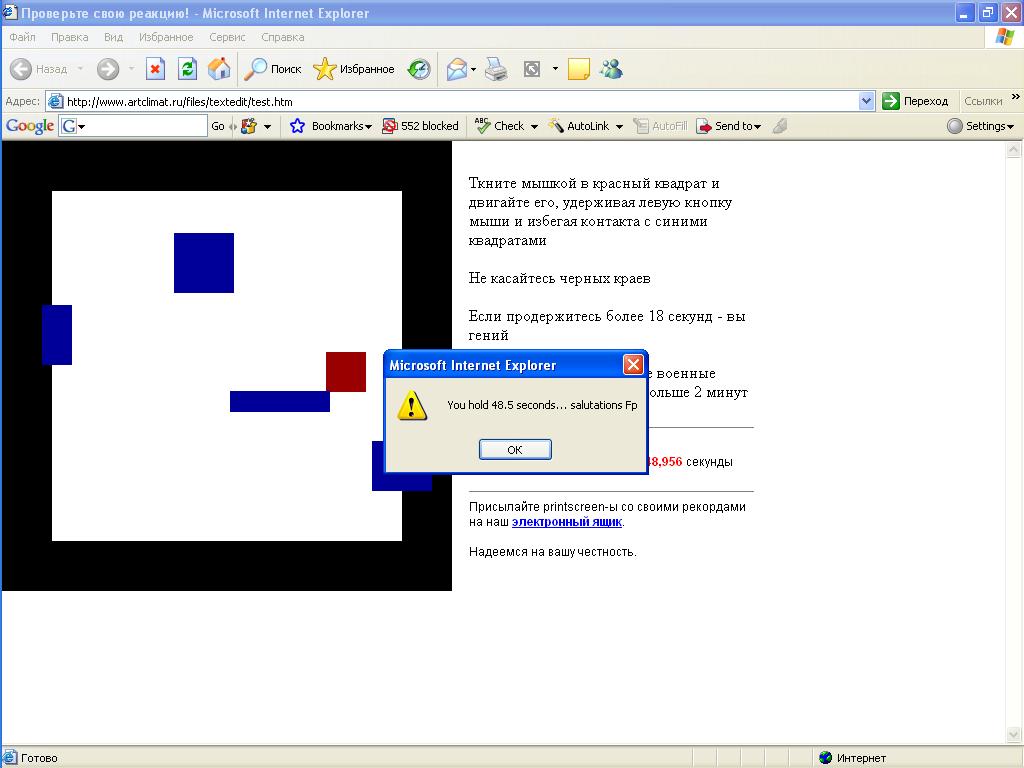 Проверьте свою реакцию! - Microsoft Internet Explorer
Файл Правка Вид Избранное Сервис Справка
Назад Поиск Избранное
Адрес: http://www.artclimat.ru/files/textedit/test.htm Переход Ссылки »
Google G Go Bookmarks 552 blocked ABC Check AutoLink AutoFill Send to Settings
Ткните мышкой в красный квадрат и
двигайте его, удерживая левую кнопку
мыши и избегая контакта с синими
квадратами
Не касайтесь черных краев
Если продержитесь более 18 секунд - вы
гений
военные
2 минут
Microsoft Internet Explorer
You hold 48.5 seconds... salutations Fp
OK
8,956 секунды
Присылайте printscreen-ы со своими рекордами
на наш электронный ящик.
Надеемся на вашу честность.
Готово Интернет